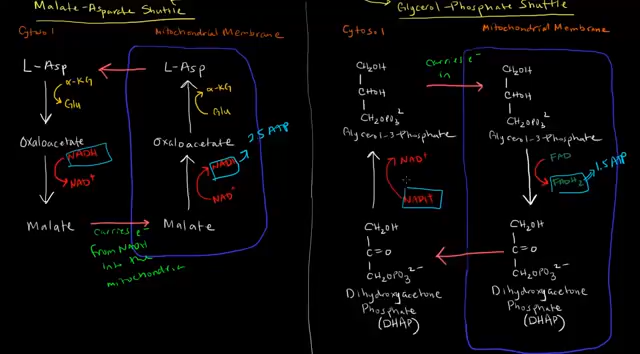 Malate-Aspartate Shuttle
Cytosol
Mitochondrial Membrane
L-Asp
L-Asp
α-KG
Glu
α-KG
Glu
Oxaloacetate
Oxaloacetate
2.5 ATP
NADH
NAD+
NADH
NAD+
Malate
Malate
Carries e-
from NADH
into the
mitochondria
Glycerol-Phosphate Shuttle
Cytosol
Mitochondrial Membrane
Carries e-
in
CH2OH
CHOH
CH2OPO3 2
Glycerol-3-Phosphate
CH2OH
CHOH
CH2OPO3 2
Glycerol-3-Phosphate
NAD+
NADH
FAD
FADH2
1.5 ATP
CH2OH
C=O
CH2OPO3 2-
Dihydroxyacetone
Phosphate
(DHAP)
CH2OH
C=O
CH2OPO3 2-
Dihydroxyacetone
Phosphate
(DHAP)